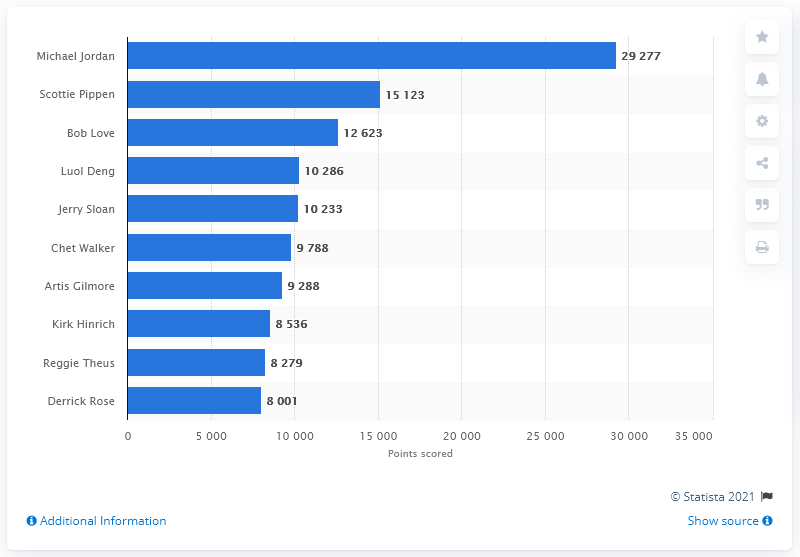 Michael Jordan 29 277
Scottie Pippen 15 123
Bob Love 12 623
Luol Deng 10 286
Jerry Sloan 10 233
Chet Walker 9 788
Artis Gilmore 9 288
Kirk Hinrich 8 536
Reggie Theus 8 279
Derrick Rose 8 001
0 5 000 10 000 15 000 20 000 25 000 30 000 35 000
Points scored
© Statista 2021
Additional Information Show source